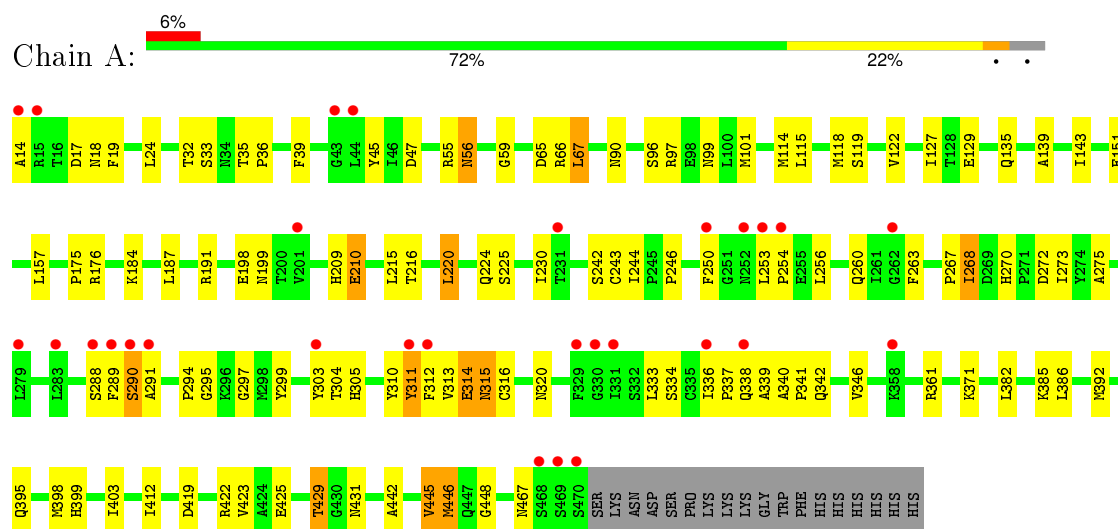 6%
Chain A:
72%
22%
A14 R15 T16 D17 N18 F19 L24 T32 S33 N34 T35 P36 F39 G43 L44 Y45 I46 D47 R55 N56 G59 D65 R66 L67 N90 S96 R97 E98 N99 L100 M101 M114 L115 M118 S119 V122 I127 T128 E129 Q135 A139 I143
L157 P175 R176 K184 L187 R191 E198 N199 T200 V201 H209 E210 L215 T216 L220 Q224 S225 I230 T231 S242 C243 I244 P245 P246 F250 G251 N252 L253 P254 E255 L256 Q260 I261 G262 F263 P267 I268 D269 H270 P271 D272 I273 Y274 A275
L279 L283 S288 F289 S290 A291 P294 G295 K296 G297 M298 Y299 Y303 T304 H305 Y310 Y311 F312 V313 E314 N315 C316 N320 F329 G330 I331 S332 L333 S334 C335 I336 P337 Q338 A339 A340 P341 Q342 V346 K358 R361 K371 L382 K385 L386 M392
Q395 M398 H399 I403 I412 D419 R422 V423 A424 E425 T429 G430 N431 A442 V445 M446 Q447 G448 N467 S468 S469 S470 SER LYS ASN ASP SER PRO LYS LYS LYS GLY TRP PHE HIS HIS HIS HIS HIS HIS